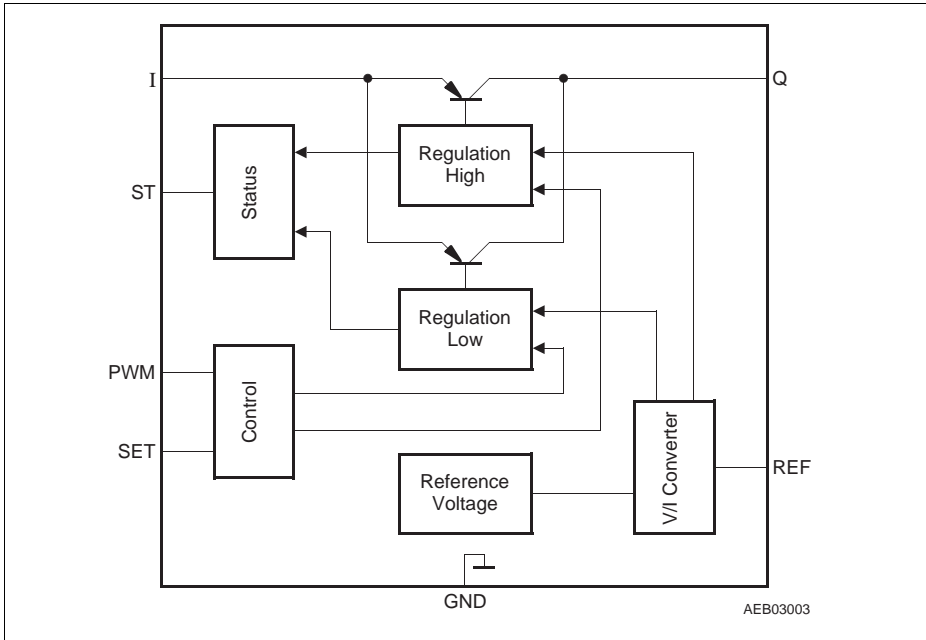 I
Q
Regulation
High
ST
Status
Regulation
Low
PWM
Control
SET
V/I Converter
REF
Reference
Voltage
GND
AEB03003